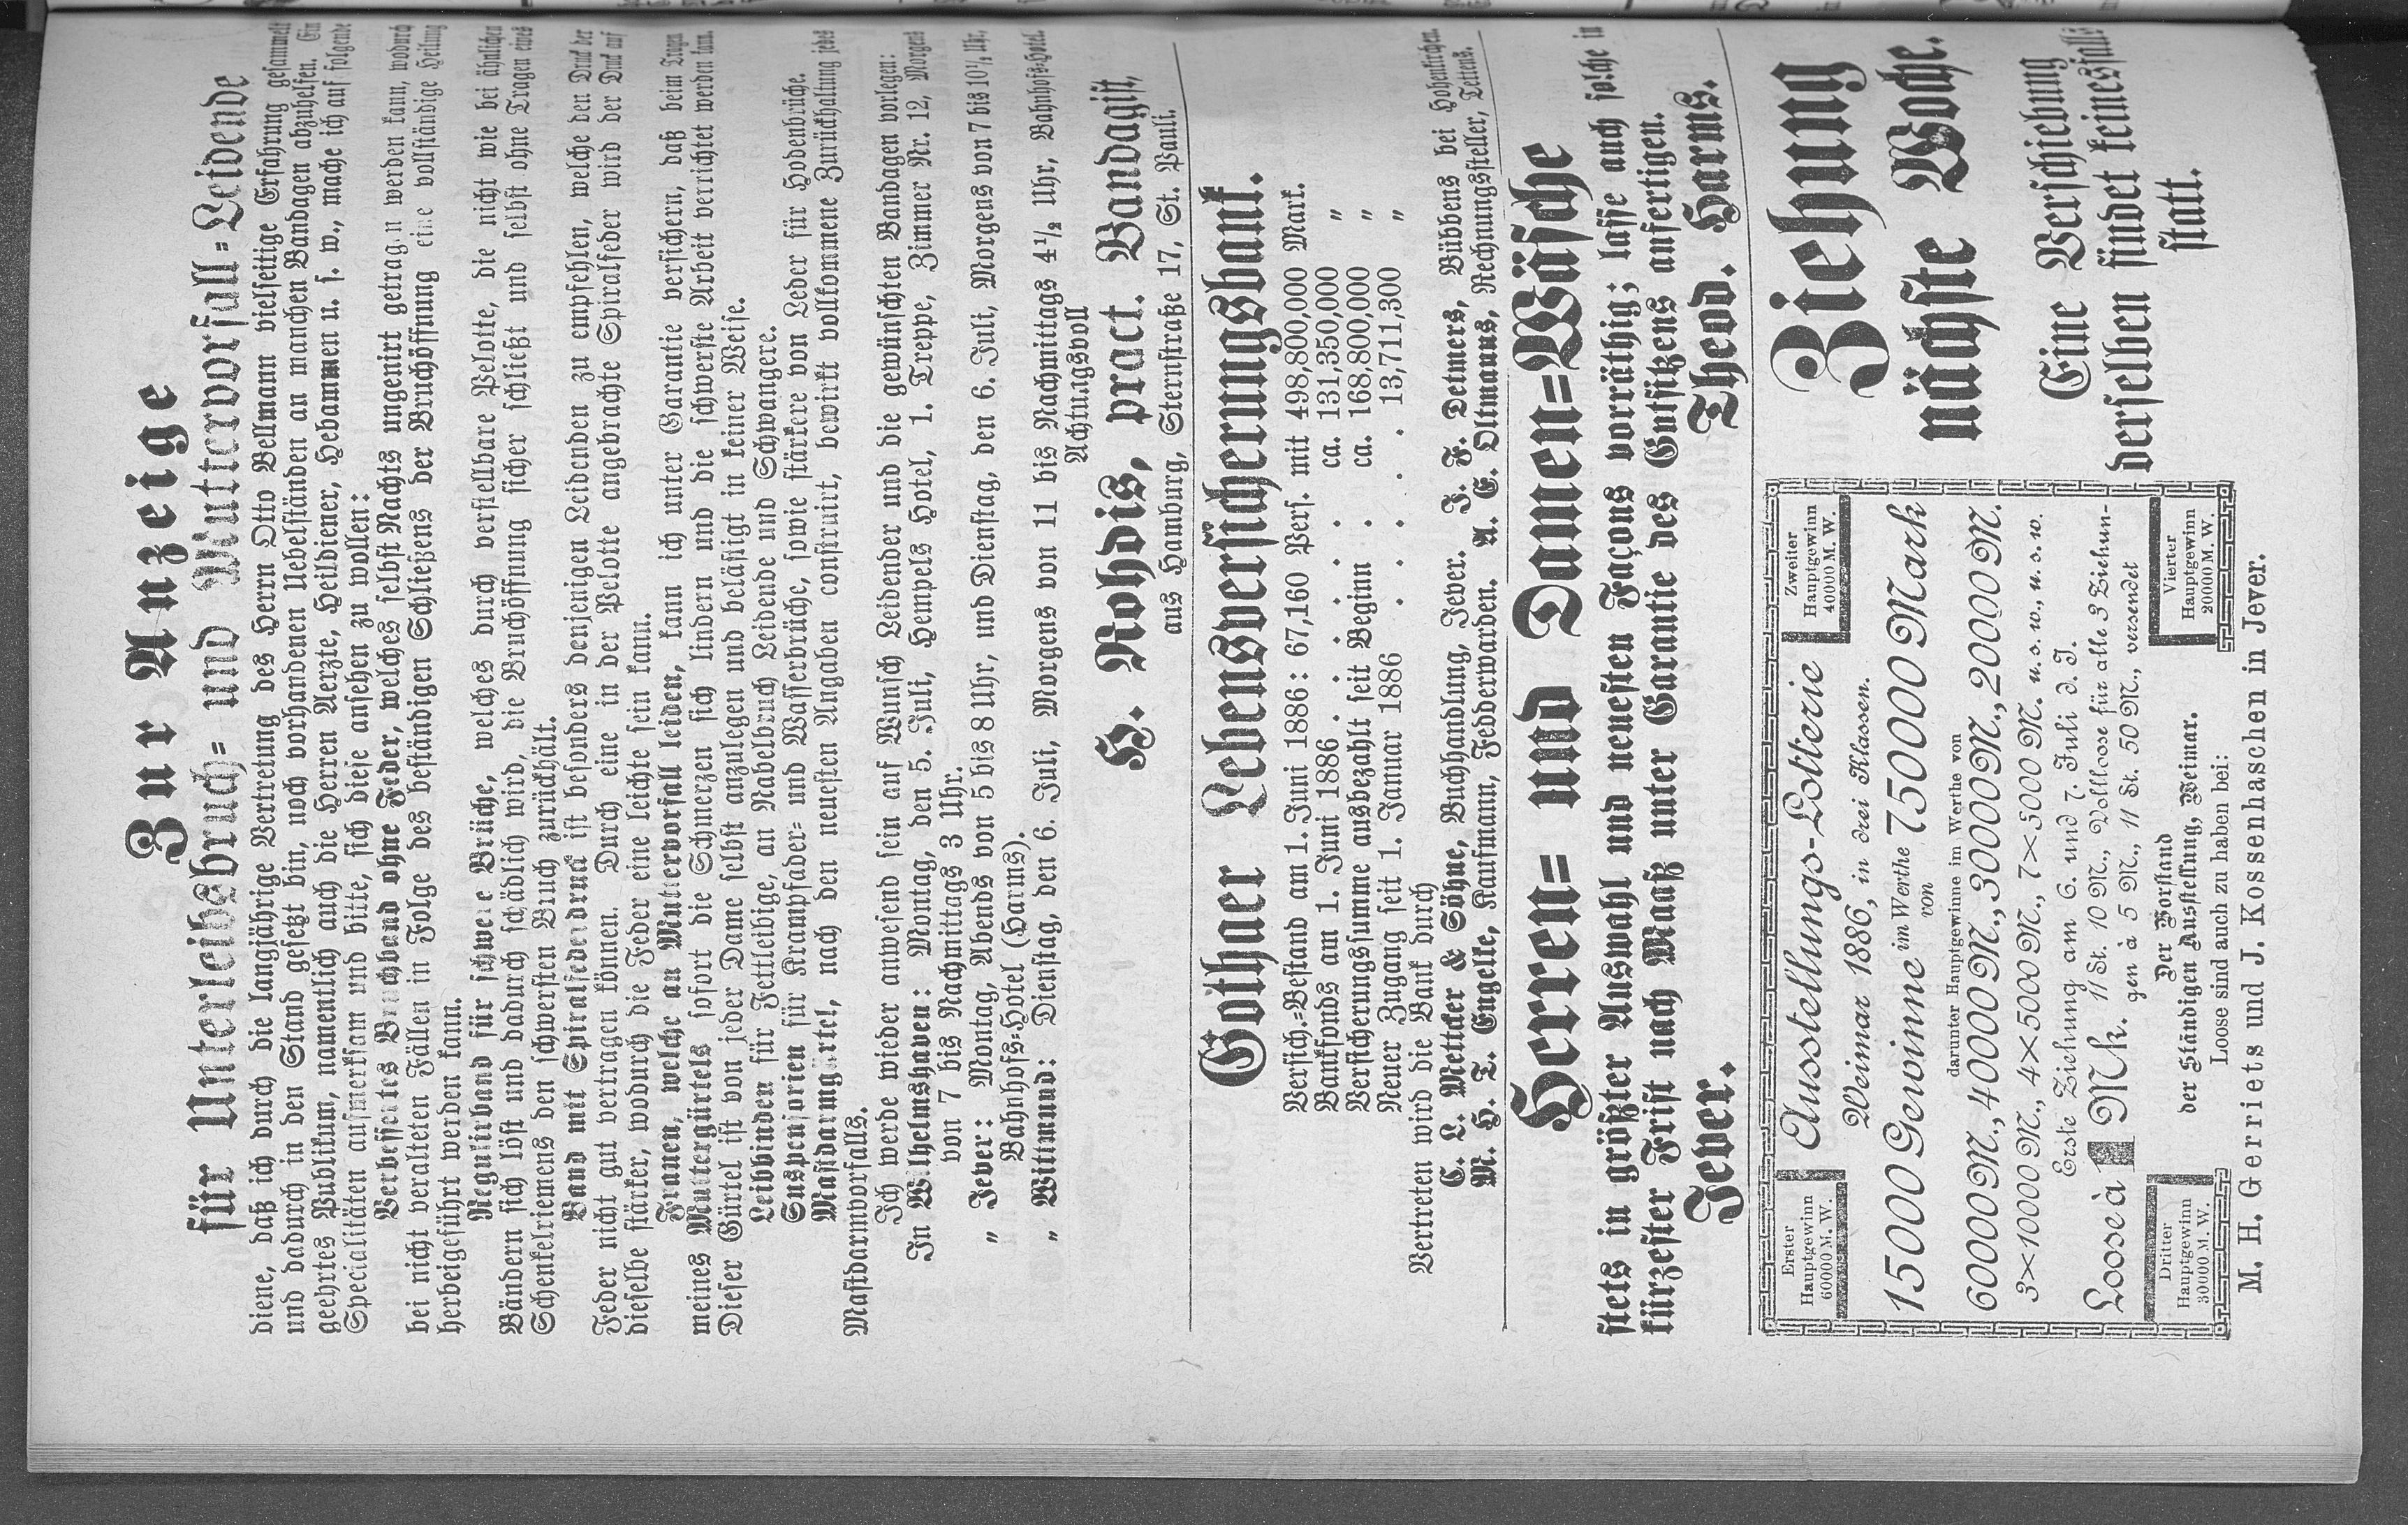 Zur Anzeige
für Unterleibsbruch= und Muttervorfall=Leidende
diene, daß ich durch die langjährige Vertretung des Herrn Otto Bellmann vielseitige Erfahrung gesammelt
und dadurch in den Stand gesetzt bin, noch vorhandenen Uebelständen an manchen Bandagen abzuhelfen. Ein
geehrtes Publikum, namentlich auch die Herren Aerzte, Heildiener, Hebammen u. s. w., mache ich auf folgende
Specialitäten aufmerksam und bitte, sich diese ansehen zu wollen:
Verbessertes Bruchband ohne Feder, welches selbst Nachts ungenirt getragen werden kann, wodurch
bei nicht veralteten Fällen in Folge des beständigen Schließens der Bruchöffnung eine vollständige Heilung
herbeigeführt werden kann.
Regulirband für schwere Brüche, welches durch verstellbare Pelotte, die nicht wie bei ähnlichen
Bändern sich löst und dadurch schädlich wird, die Bruchöffnung sicher schließt und selbst ohne Tragen eines
Schenkelriemens den schwersten Bruch zurückhält.
Band mit Spiralfederdruck ist besonders denjenigen Leidenden zu empfehlen, welche den Druck der
Feder nicht gut vertragen können. Durch eine in der Pelotte angebrachte Spiralfeder wird der Druck auf
dieselbe stärker, wodurch die Feder eine leichte sein kann.
Frauen, welche an Muttervorfall leiden, kann ich unter Garantie versichern, daß beim Tragen
meines Muttergürtels sofort die Schmerzen sich lindern und die schwerste Arbeit verrichtet werden kann.
Dieser Gürtel ist von jeder Dame selbst anzulegen und belästigt in keiner Weise.
Leibbinden für Fettleibige, an Nabelbruch Leidende und Schwangere.
Suspensorien für Krampfader= und Wasserbrüche, sowie stärkere von Leder für Hodenbrüche.
Mastdarmgürtel, nach den neuesten Angaben construirt, bewirkt vollkommene Zurückhaltung jedes
Mastdarmvorfalls.
Ich werde wieder anwesend sein auf Wunsch Leidender und die gewünschten Bandagen vorlegen:
In Wilhelmshaven: Montag, den 5. Juli, Hempels Hotel, 1. Treppe, Zimmer Nr. 12, Morgens
von 7 bis Nachmittags 3 Uhr.
„ Jever: Montag, Abends von 5 bis 8 Uhr, und Dienstag, den 6. Juli, Morgens von 7 bis 10½ Uhr,
Bahnhofs=Hotel (Harms).
„ Wittmund: Dienstag, den 6. Juli, Morgens von 11 bis Nachmittags 4½ Uhr, Bahnhofs=Hotel.
Achtungsvoll
H. Rohdis, pract. Bandagist,
aus Hamburg, Sternstraße 17, St. Pauli.
Gothaer Lebensversicherungsbank.
Versich.=Bestand am 1. Juni 1886: 67,160 Pers. mit 498,800,000 Mark.
Bankfonds am 1. Juni 1886 . . . . . . ca. 131,350,000 „
Versicherungssumme ausbezahlt seit Beginn . . ca. 168,800,000 „
Neuer Zugang seit 1. Januar 1886 . . . . . 13,711,300 „
Vertreten wird die Bank durch
C. L. Mettcker & Söhne, Buchhandlung, Jever. J. F. Detmers, Bübbens bei Hohenkirchen.
M. H. T. Engelke, Kaufmann, Fedderwarden. A. E. Oltmanns, Rechnungssteller, Tettens.
Herren= und Damen=Wäsche
stets in größter Auswahl und neuesten Façons vorräthig; lasse auch solche in
kürzester Frist nach Maaß unter Garantie des Gutsitzens anfertigen.
Jever. Theod. Harms.
Erster
Hauptgewinn
60000 M. W.
Zweiter
Hauptgewinn
40000 M. W.
Ausstellungs-Lotterie
Weimar 1886, in drei Klassen.
15000 Gewinne im Werthe von 750000 Mark
darunter Hauptgewinne im Werthe von
60000 M., 40000 M., 30000 M., 20000 M.
3×10000 M., 4×5000 M., 7×3000 M. u. s. w., u. s. w.
Erste Ziehung am 6. und 7. Juli d. J.
Loose à 1 Mk. 11 St. 10 M., Vollloose für alle 3 Ziehun-
gen à 5 M., 11 St. 50 M., versendet
Dritter
Hauptgewinn
30000 M. W.
Vierter
Hauptgewinn
20000 M. W.
Der Vorstand
der Ständigen Ausstellung, Weimar.
Loose sind auch zu haben bei:
M. H. Gerriets und J. Kossenhaschen in Jever.
Ziehung
nächste Woche.
Eine Verschiebung
derselben findet keinesfalls
statt.